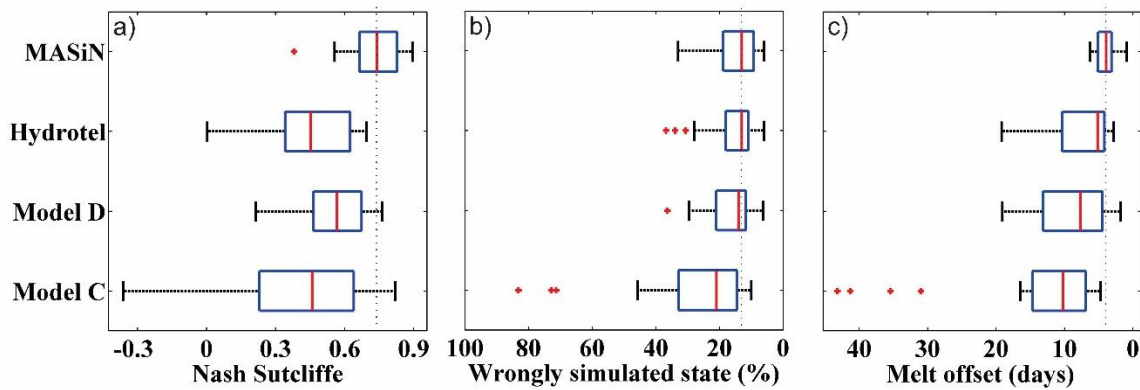 a)
b)
c)
MASiN
Hydrotel
Model D
Model C
-0.3 0 0.3 0.6 0.9
100 80 60 40 20 0
40 30 20 10 0
Nash Sutcliffe
Wrongly simulated state (%)
Melt offset (days)